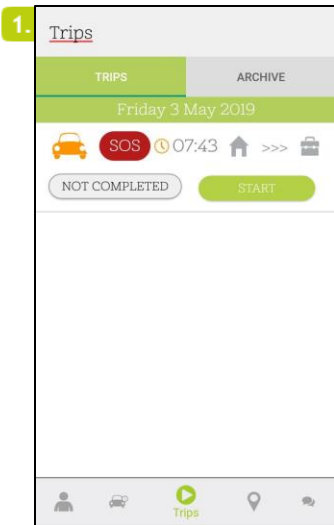 1.
Trips
TRIPS ARCHIVE
Friday 3 May 2019
SOS 07:43 >>>
NOT COMPLETED START
Trips